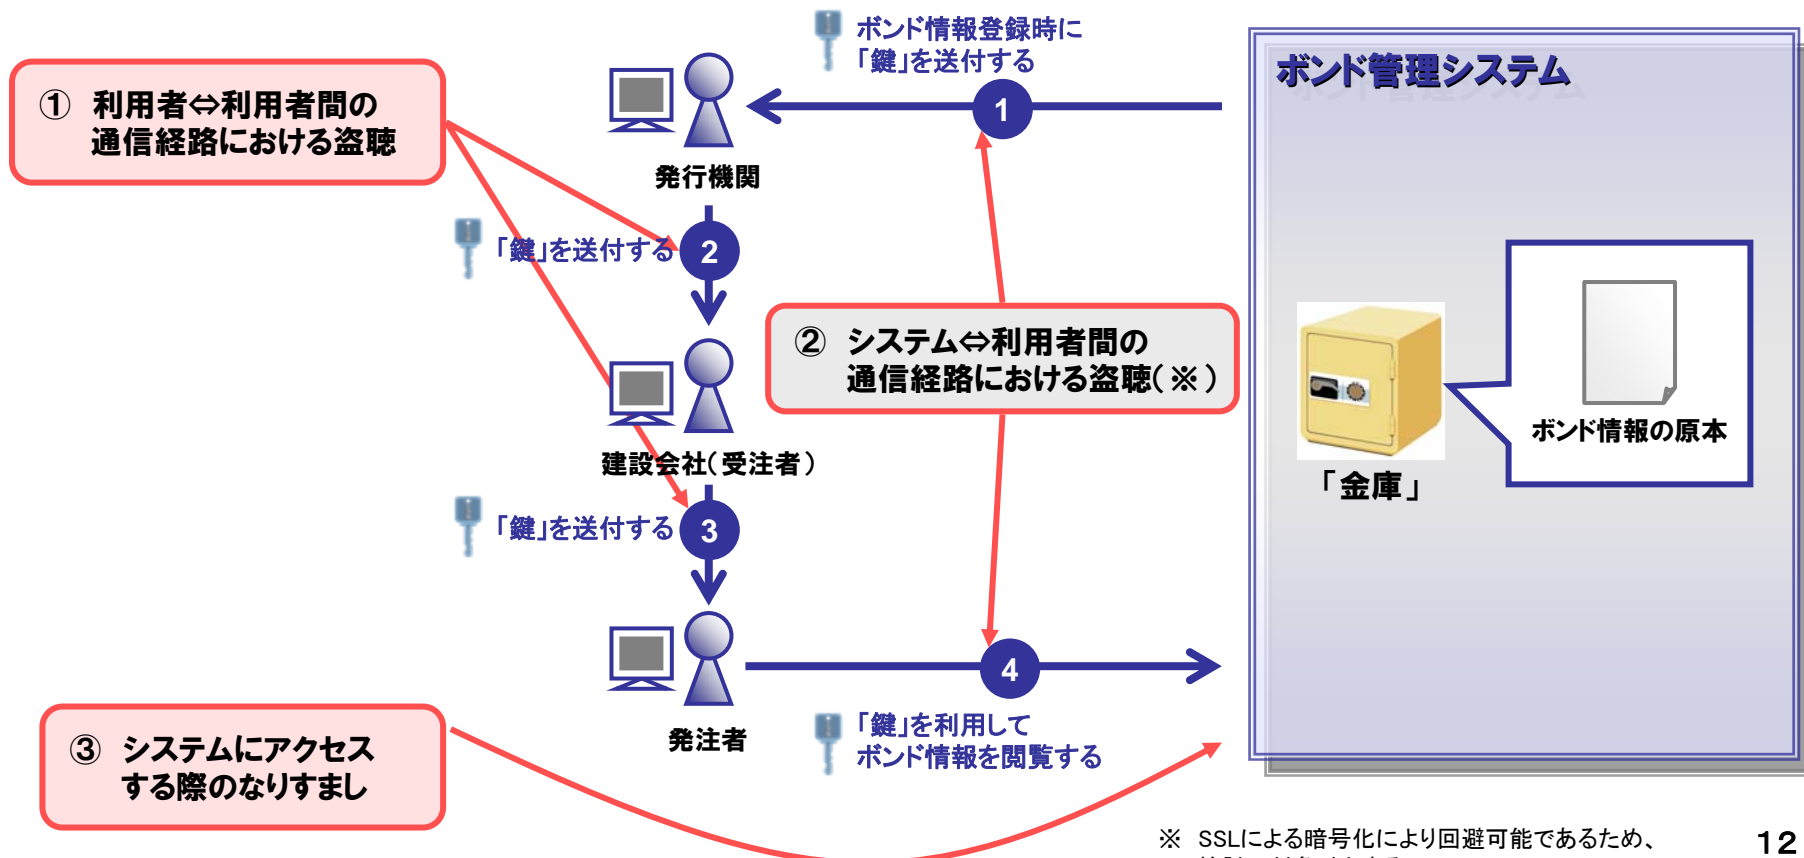 ボンド情報登録時に
「鍵」を送付する
ボンド管理システム
① 利用者⇔利用者間の
通信経路における盗聴
1
発行機関
「鍵」を送付する
2
② システム⇔利用者間の
通信経路における盗聴(※)
ボンド情報の原本
「金庫」
建設会社(受注者)
「鍵」を送付する
3
4
発注者
「鍵」を利用して
ボンド情報を閲覧する
③ システムにアクセス
する際のなりすまし
※ SSLによる暗号化により回避可能であるため、
12